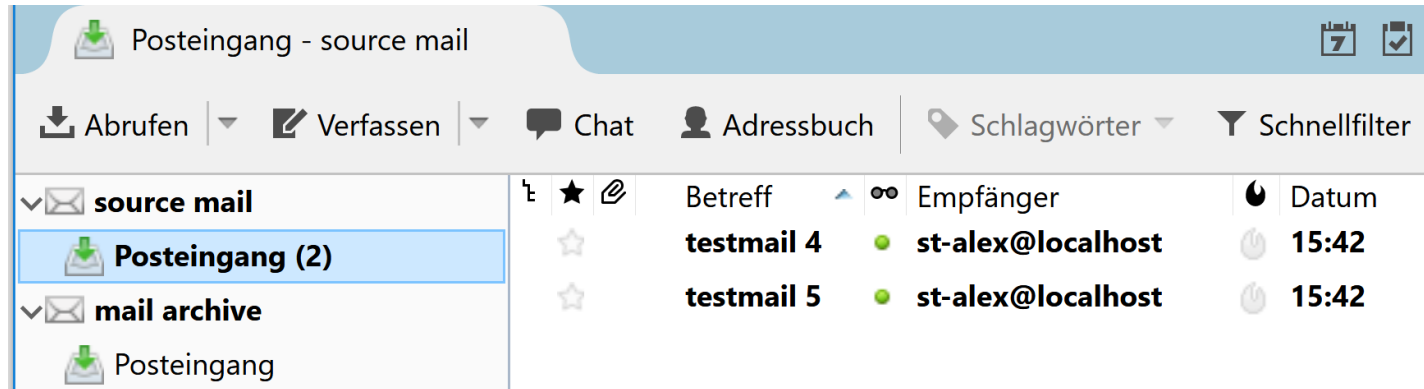 Posteingang - source mail
7
Abrufen Verfassen Chat Adressbuch Schlagwörter Schnellfilter
source mail
Posteingang (2)
mail archive
Posteingang
Betreff Empfänger Datum
testmail 4 st-alex@localhost 15:42
testmail 5 st-alex@localhost 15:42